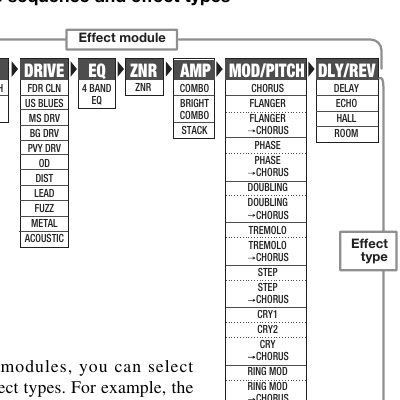 sequence and effect types
Effect module
DRIVE
EQ
ZNR
AMP
MOD/PITCH
DLY/REV
H
FDR CLN
US BLUES
MS DRV
BG DRV
PVY DRV
OD
DIST
LEAD
FUZZ
METAL
ACOUSTIC
4 BAND
EQ
ZNR
COMBO
BRIGHT
COMBO
STACK
CHORUS
FLANGER
FLANGER
→CHORUS
PHASE
PHASE
→CHORUS
DOUBLING
DOUBLING
→CHORUS
TREMOLO
TREMOLO
→CHORUS
STEP
STEP
→CHORUS
CRY1
CRY2
CRY
→CHORUS
RING MOD
RING MOD
→CHORUS
DELAY
ECHO
HALL
ROOM
Effect
type
modules, you can select
ect types. For example, the